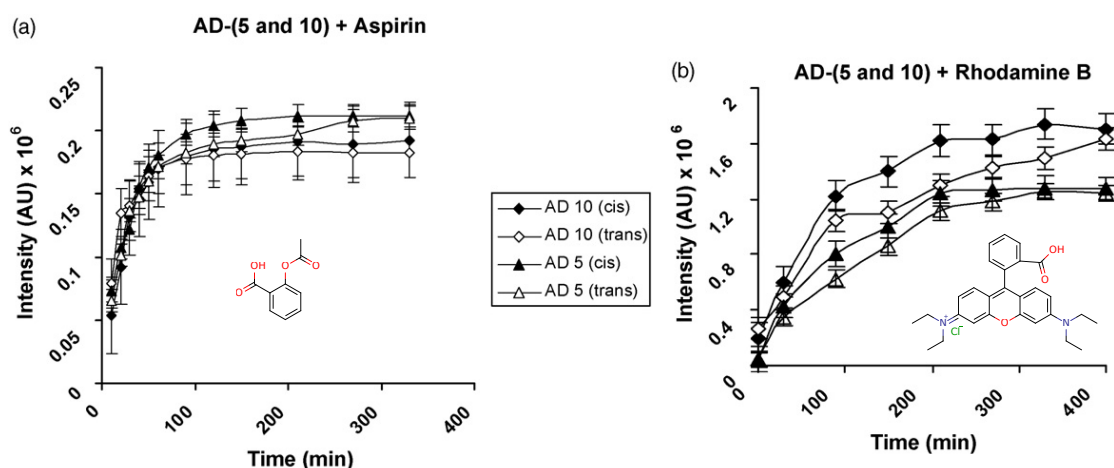 (a)
AD-(5 and 10) + Aspirin
Intensity (AU) x 10⁶
0.25
0.2
0.15
0.1
0.05
0
0 100 200 300 400
Time (min)
OH
O
O
O
AD 10 (cis)
AD 10 (trans)
AD 5 (cis)
AD 5 (trans)
(b)
AD-(5 and 10) + Rhodamine B
Intensity (AU) x 10⁶
2
1.6
1.2
0.8
0.4
0
0 100 200 300 400
Time (min)
OH
O
N⁺
Cl⁻
O
N